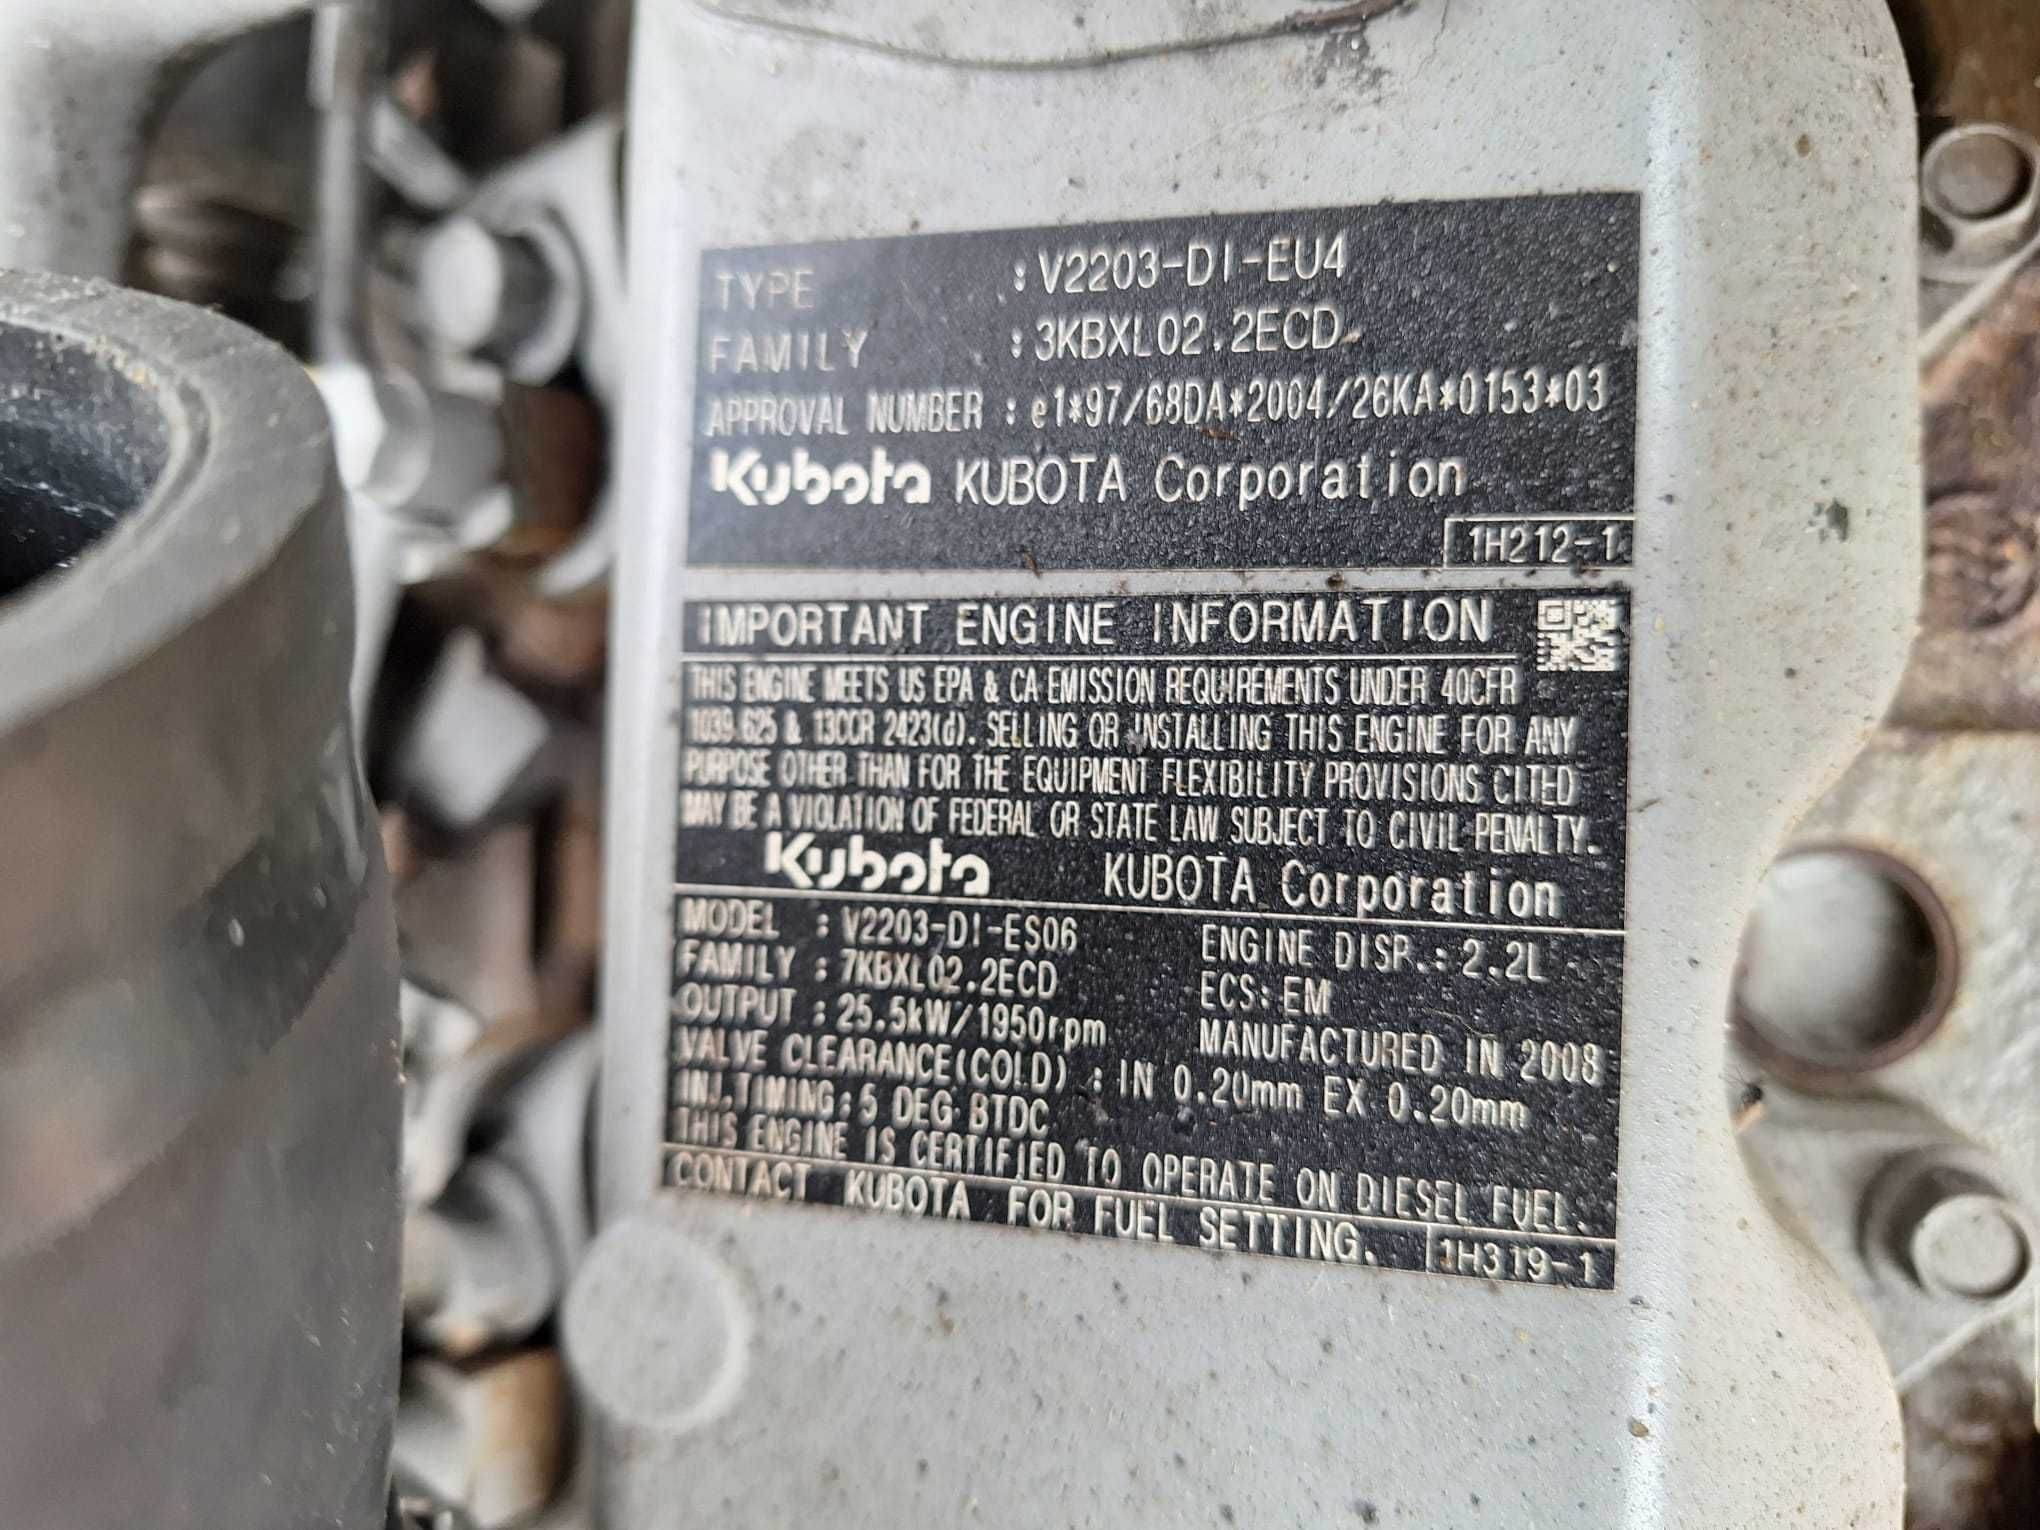 TYPE : V2203-DI-EU4
FAMILY : 3KBXL02.2ECD
APPROVAL NUMBER : e1*97/68DA*2004/26KA*0153*03
Kubota KUBOTA Corporation
1H212-1
IMPORTANT ENGINE INFORMATION
THIS ENGINE MEETS US EPA & CA EMISSION REQUIREMENTS UNDER 40CFR
1039.625 & 13CCR 2423(d). SELLING OR INSTALLING THIS ENGINE FOR ANY
PURPOSE OTHER THAN FOR THE EQUIPMENT FLEXIBILITY PROVISIONS CITED
MAY BE A VIOLATION OF FEDERAL OR STATE LAW SUBJECT TO CIVIL PENALTY.
Kubota KUBOTA Corporation
MODEL : V2203-DI-ES06 ENGINE DISP.: 2.2L
FAMILY : 7KBXL02.2ECD ECS: EM
OUTPUT : 25.5kW/1950rpm MANUFACTURED IN 2008
VALVE CLEARANCE(COLD) : IN 0.20mm EX 0.20mm
INJ.TIMING: 5 DEG BTDC
THIS ENGINE IS CERTIFIED TO OPERATE ON DIESEL FUEL.
CONTACT KUBOTA FOR FUEL SETTING. 1H319-1